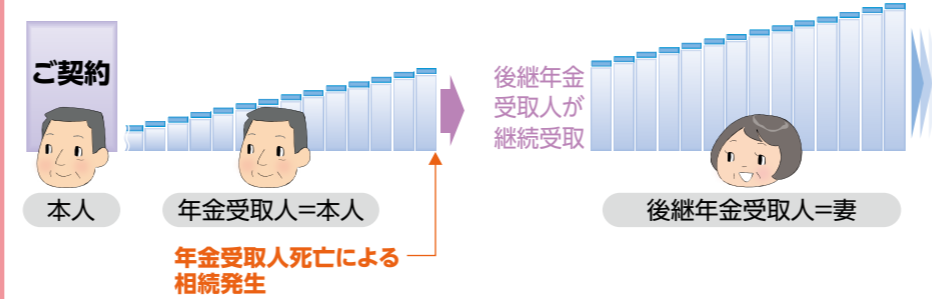 ご契約
後継年金
受取人が
継続受取
本人
年金受取人=本人
後継年金受取人=妻
年金受取人死亡による
相続発生